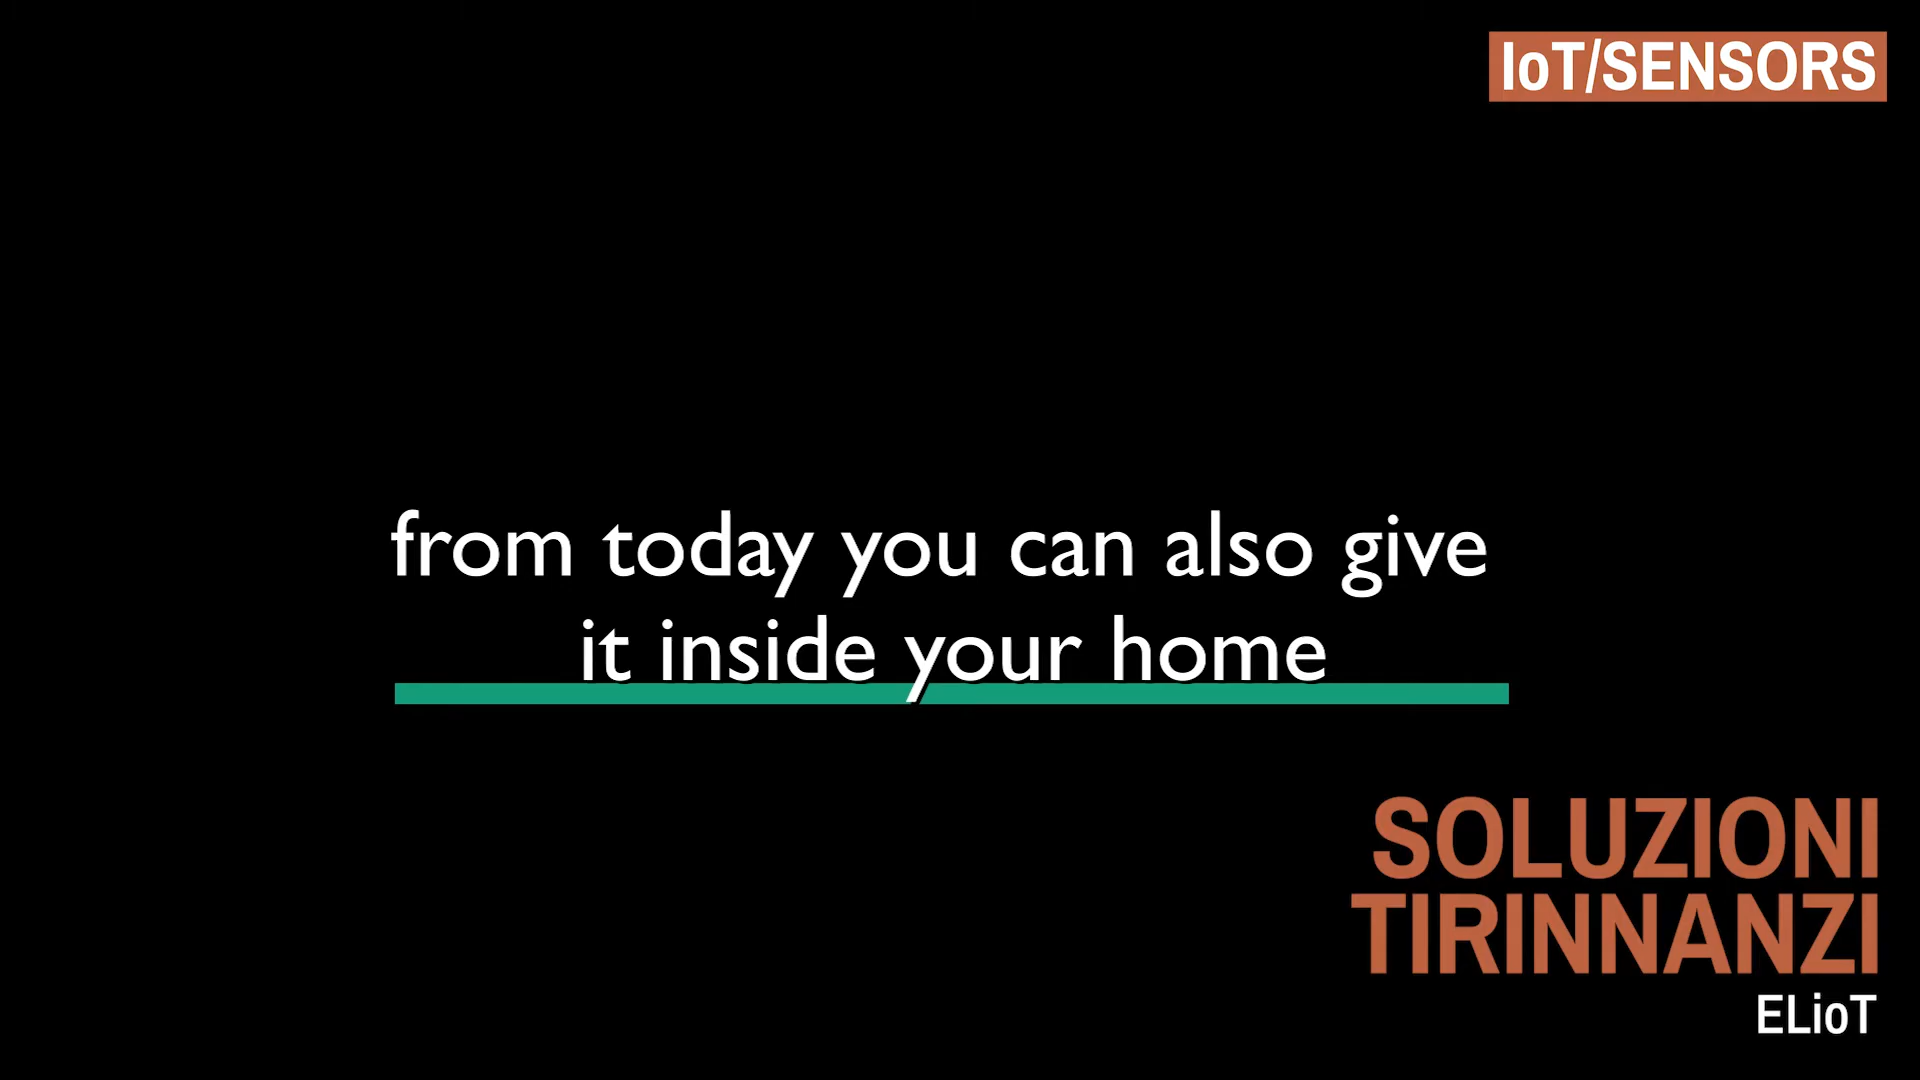 IoT/SENSORS
from today you can also give
it inside your home
SOLUZIONI
TIRINNANZI
ELioT